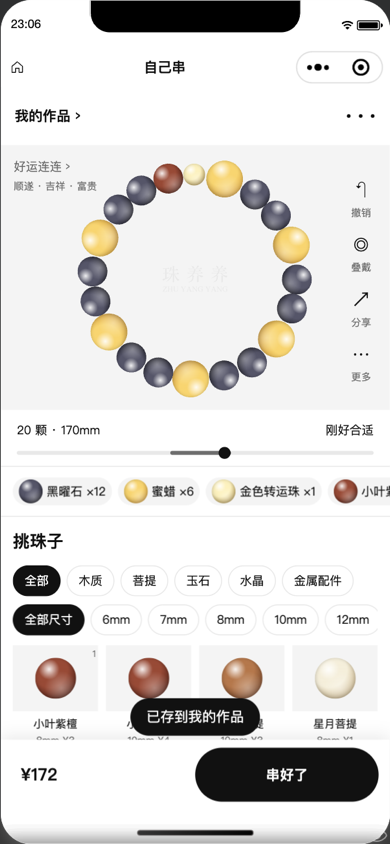 23:06
自己串
我的作品 >
好运连连 >
顺遂 · 吉祥 · 富贵
珠养养
撤销
叠戴
分享
更多
20 颗 · 170mm
刚好合适
黑曜石 ×12
蜜蜡 ×6
金色转运珠 ×1
小叶
挑珠子
全部
木质
菩提
玉石
水晶
金属配件
全部尺寸
6mm
7mm
8mm
10mm
12mm
1
小叶紫檀
星月菩提
已存到我的作品
¥172
串好了